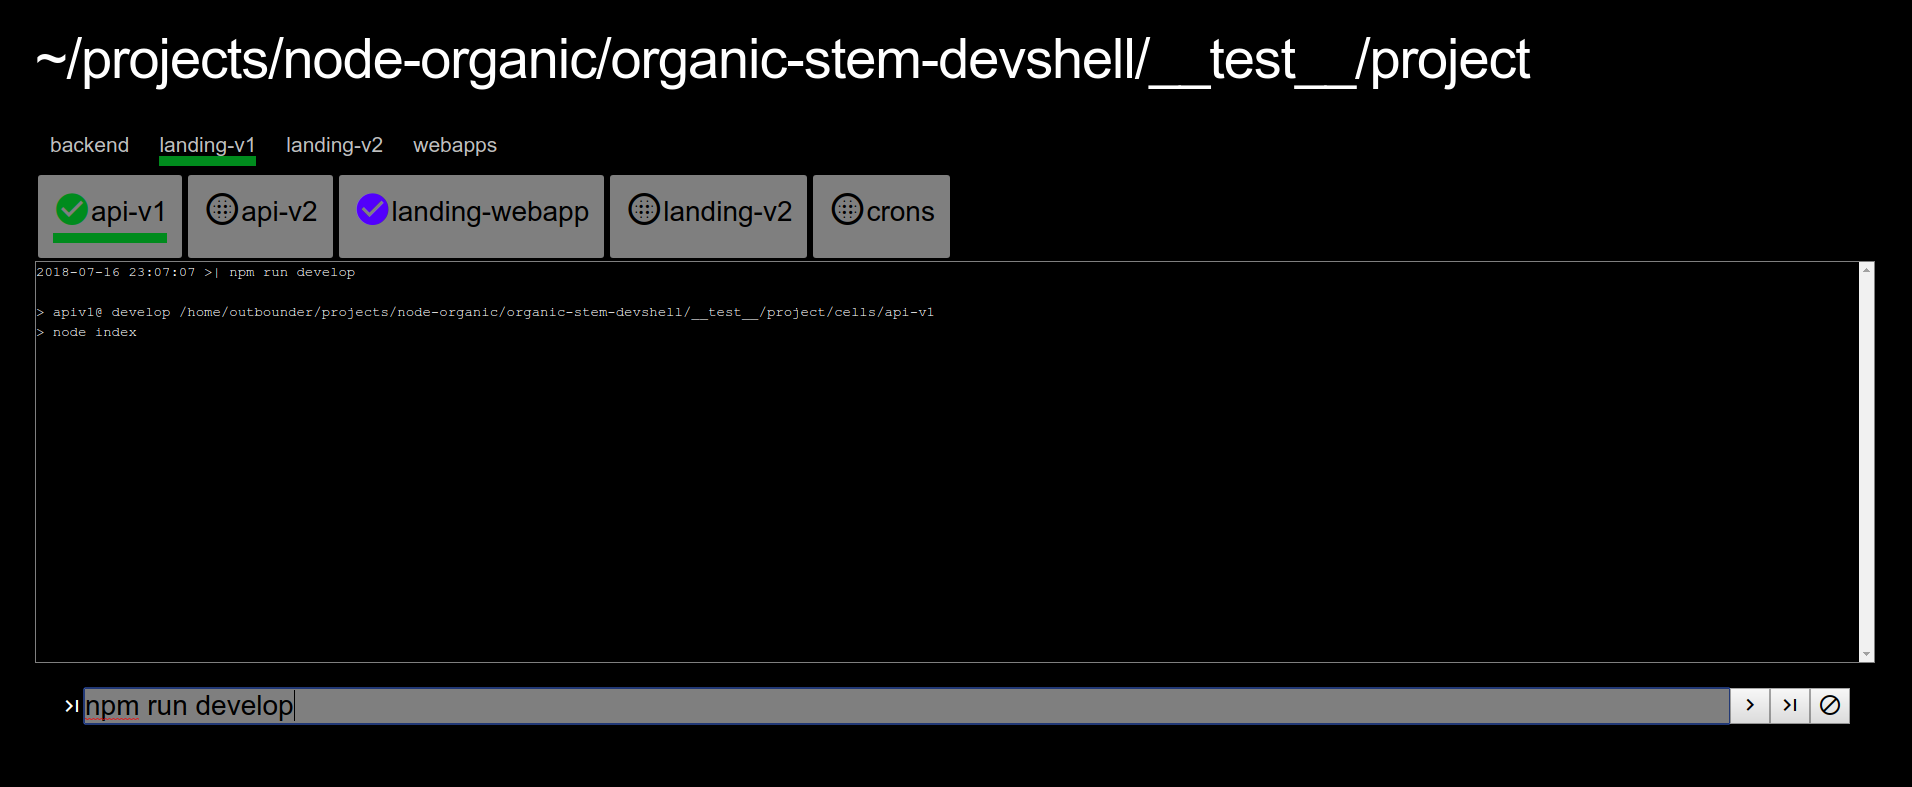 ~/projects/node-organic/organic-stem-devshell/__test__/project
backend landing-v1 landing-v2 webapps
api-v1 api-v2 landing-webapp landing-v2 crons
2018-07-16 23:07:07 >| npm run develop
> apiv1@ develop /home/outbounder/projects/node-organic/organic-stem-devshell/__test__/project/cells/api-v1
> node index
>| npm run develop